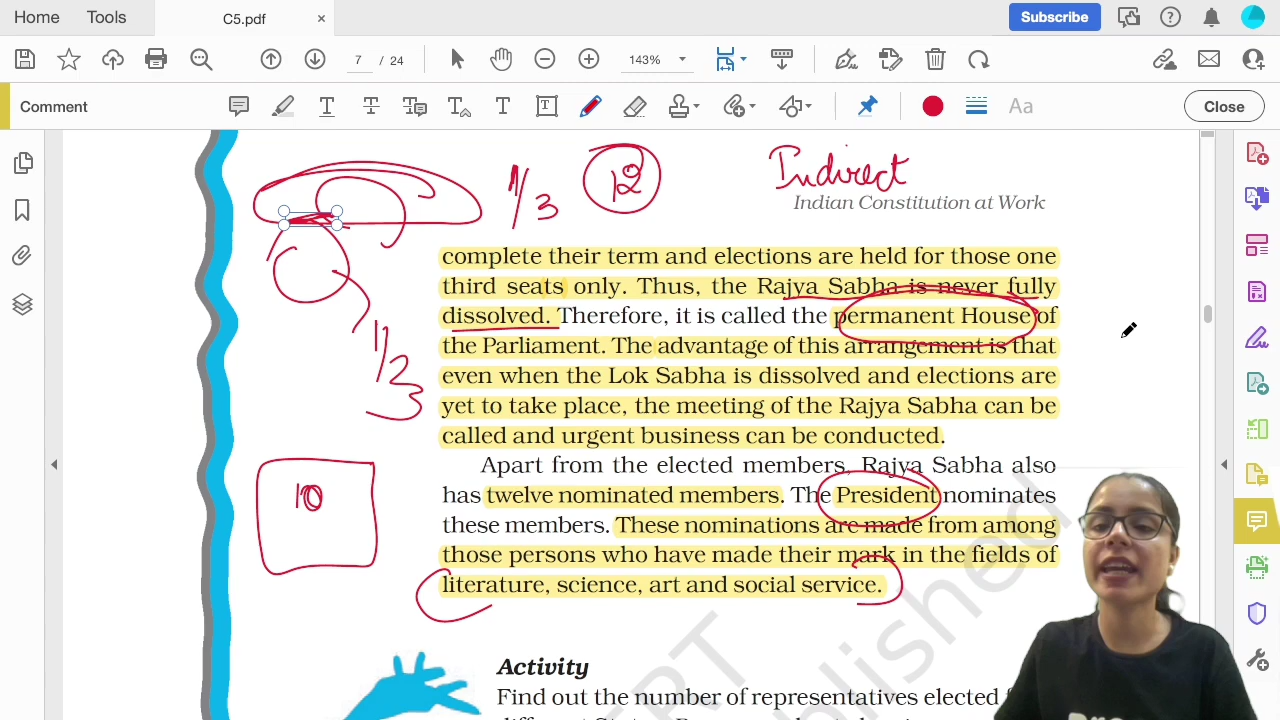 Home Tools C5.pdf × Subscribe
7 / 24 143%
Comment Aa Close
1/3 12 Indirect
Indian Constitution at Work
complete their term and elections are held for those one
third seats only. Thus, the Rajya Sabha is never fully
dissolved. Therefore, it is called the permanent House of
the Parliament. The advantage of this arrangement is that
even when the Lok Sabha is dissolved and elections are
yet to take place, the meeting of the Rajya Sabha can be
called and urgent business can be conducted.
Apart from the elected members, Rajya Sabha also
has twelve nominated members. The President nominates
these members. These nominations are made from among
those persons who have made their mark in the fields of
literature, science, art and social service.
10
Activity
Find out the number of representatives elected